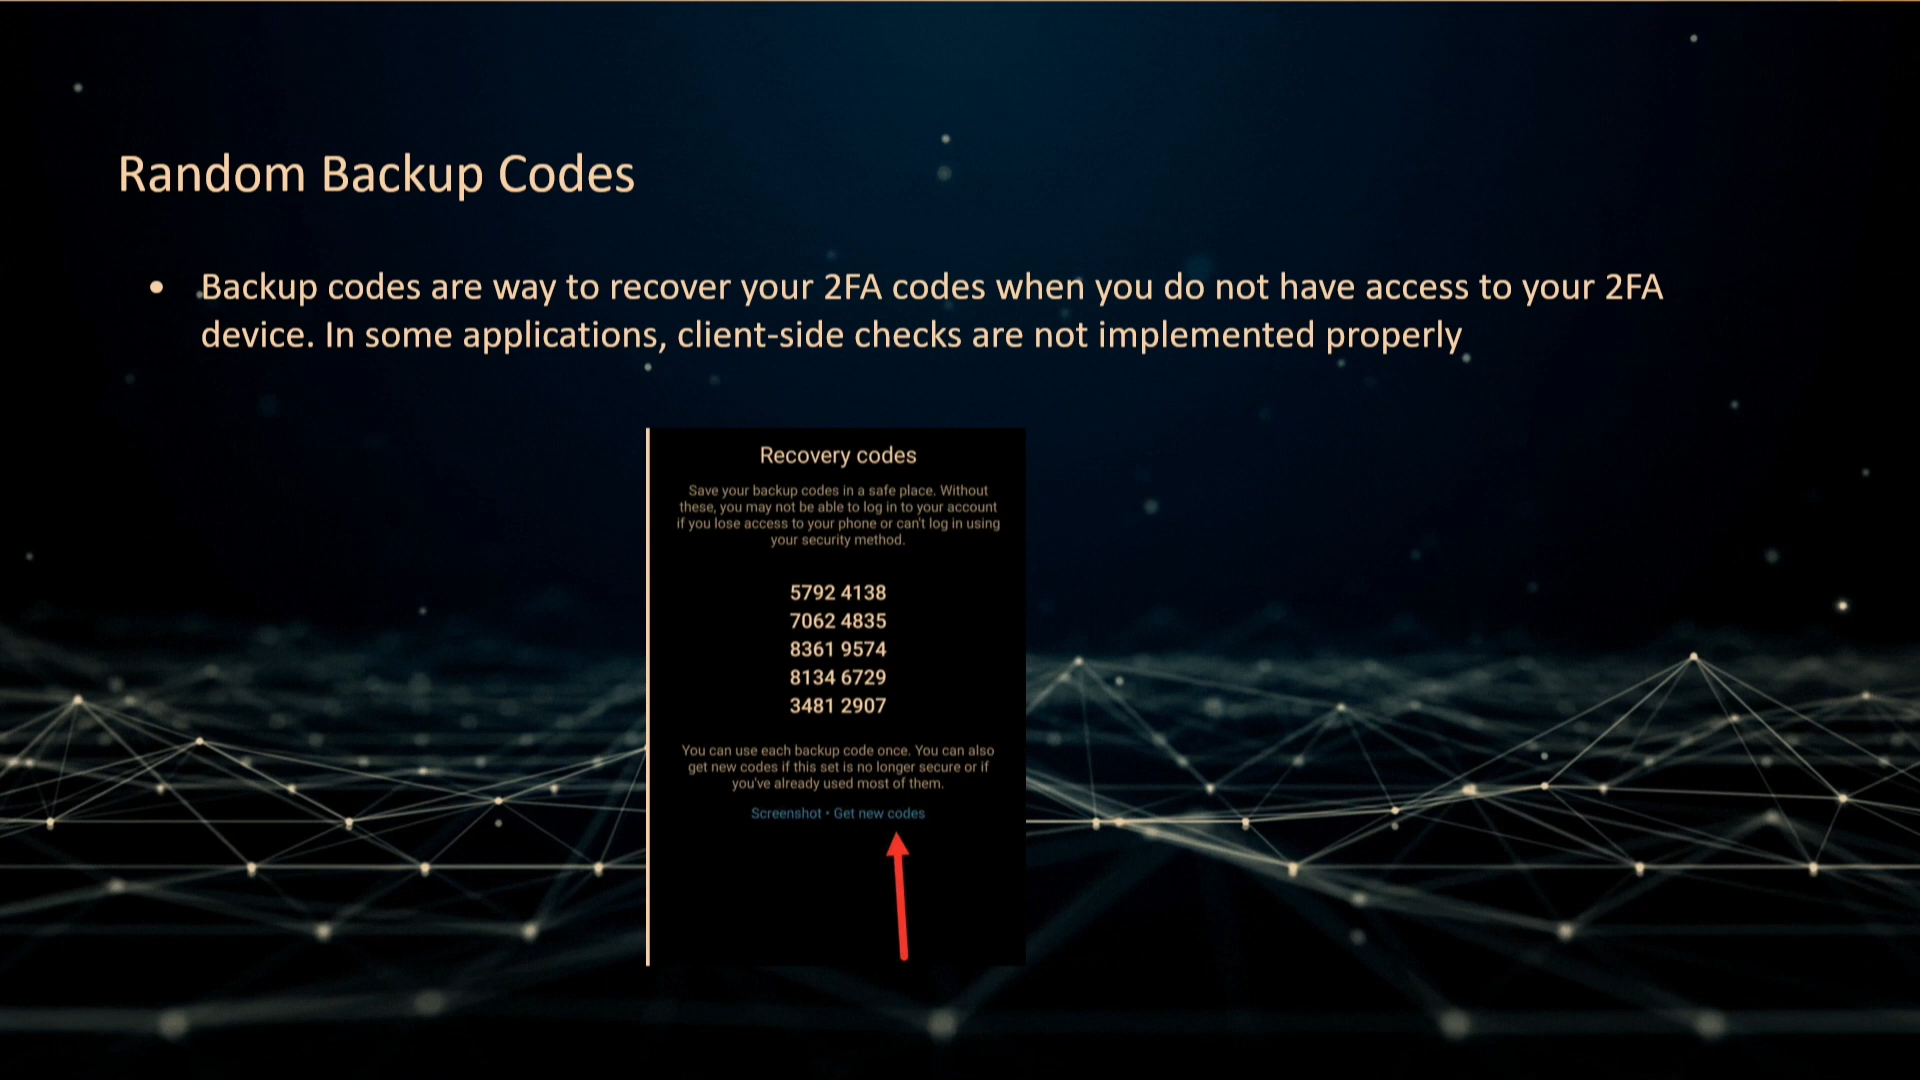 Random Backup Codes
• Backup codes are way to recover your 2FA codes when you do not have access to your 2FA
device. In some applications, client-side checks are not implemented properly
Recovery codes
Save your backup codes in a safe place. Without
these, you may not be able to log in to your account
if you lose access to your phone or can't log in using
your security method.
5792 4138
7062 4835
8361 9574
8134 6729
3481 2907
You can use each backup code once. You can also
get new codes if this set is no longer secure or if
you've already used most of them.
Screenshot • Get new codes